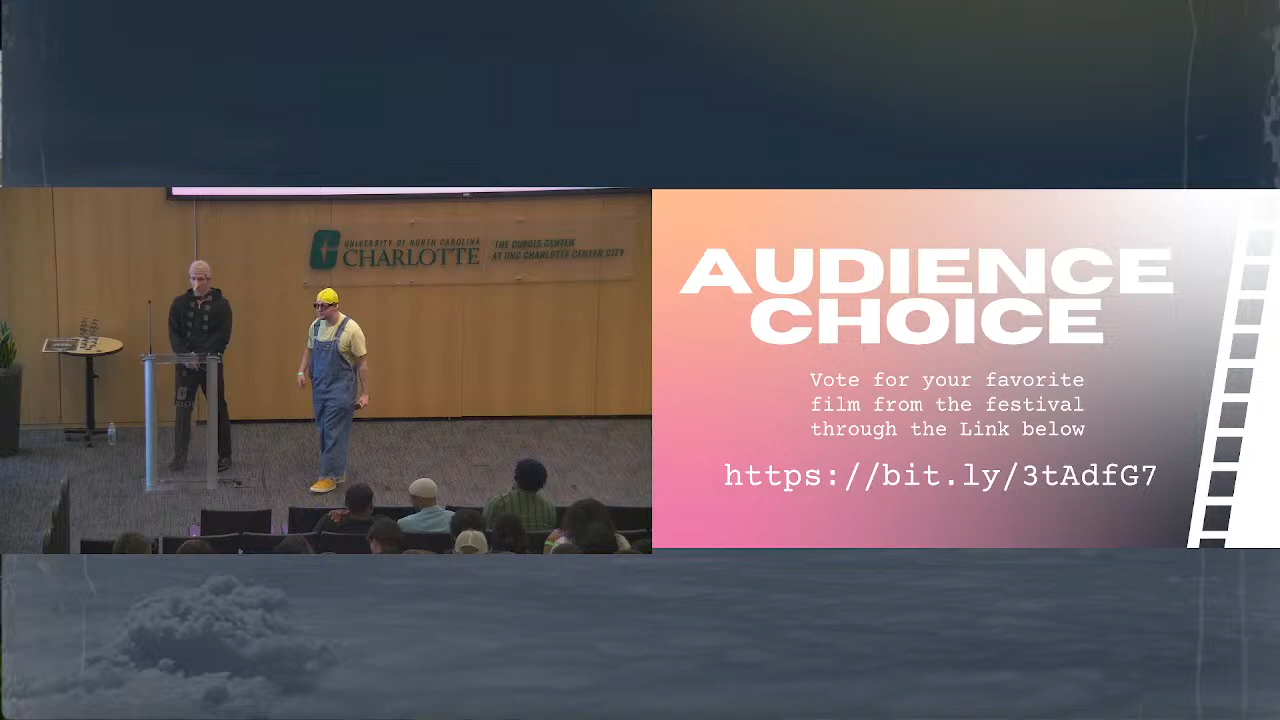 UNIVERSITY OF NORTH CAROLINA
CHARLOTTE
THE DUBOIS CENTER
AT UNC CHARLOTTE CENTER CITY
AUDIENCE
CHOICE
Vote for your favorite
film from the festival
through the Link below
https://bit.ly/3tAdfG7